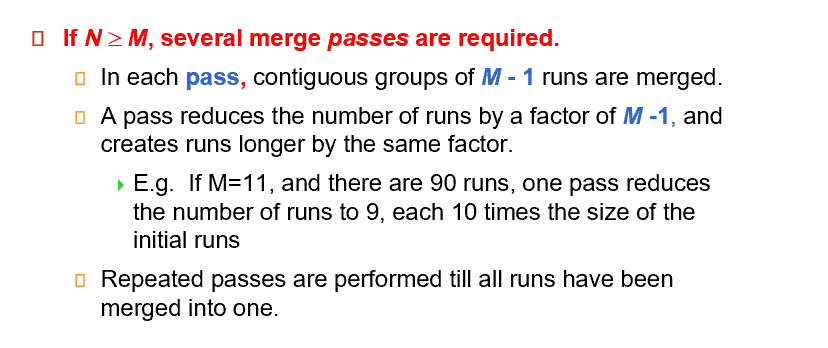 If N ≥ M, several merge passes are required.
In each pass, contiguous groups of M - 1 runs are merged.
A pass reduces the number of runs by a factor of M -1, and
creates runs longer by the same factor.
E.g. If M=11, and there are 90 runs, one pass reduces
the number of runs to 9, each 10 times the size of the
initial runs
Repeated passes are performed till all runs have been
merged into one.